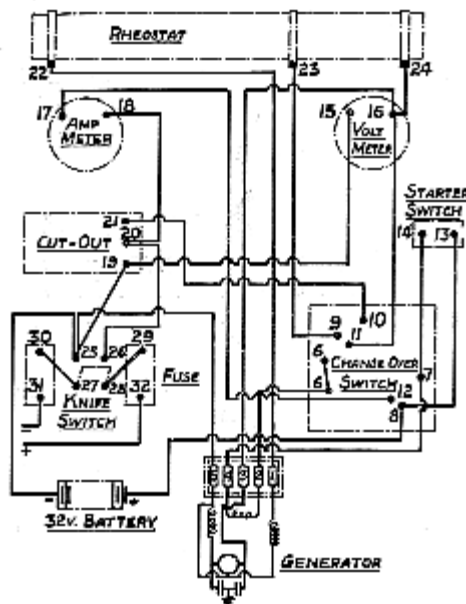 RHEOSTAT
22
23
24
17
18
15
16
AMP
METER
VOLT
METER
STARTER
SWITCH
14
13
21
20
CUT-OUT
19
10
9
11
30
25
26
29
6
CHANGE OVER
7
31
27
28
32
FUSE
6
SWITCH
12
KNIFE
SWITCH
8
-
+
-
+
32V. BATTERY
GENERATOR